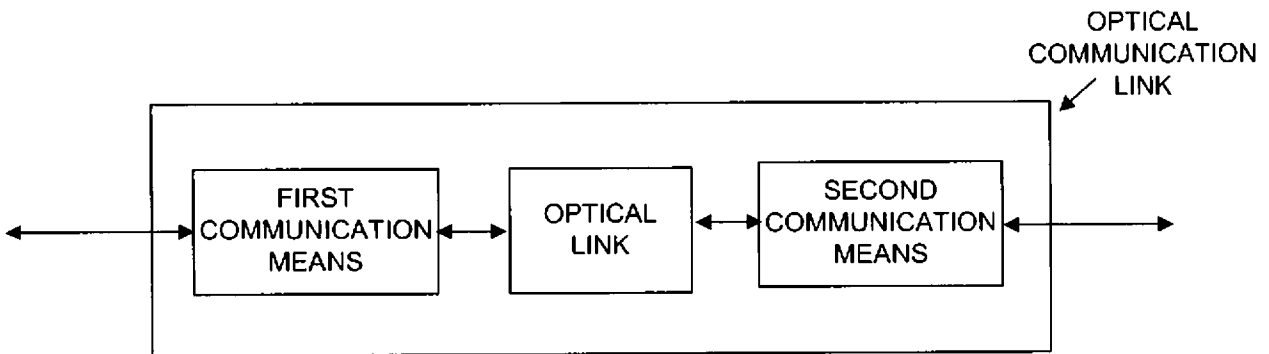 OPTICAL
COMMUNICATION
LINK
FIRST
COMMUNICATION
MEANS
OPTICAL
LINK
SECOND
COMMUNICATION
MEANS